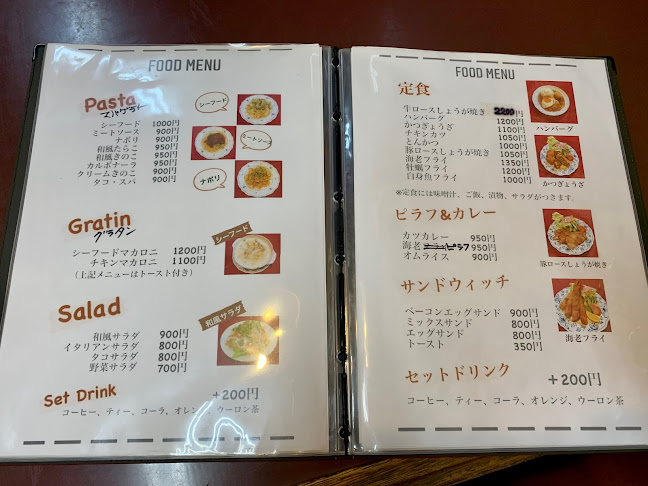 FOOD MENU
Pasta
スパゲティー
シーフード
ミートソース
ナポリ
シーフード 1000円
ミートソース 900円
ナポリ 900円
和風たらこ 950円
和風きのこ 950円
カルボナーラ 950円
クリームきのこ 900円
タコ・スパ 900円
Gratin
グラタン
シーフード
シーフードマカロニ 1200円
チキンマカロニ 1100円
(上記メニューはトースト付き)
Salad
和風サラダ
和風サラダ 900円
イタリアンサラダ 800円
タコサラダ 800円
野菜サラダ 700円
Set Drink +200円
コーヒー、ティー、コーラ、オレンジ、ウーロン茶
FOOD MENU
定食
牛ロースしょうが焼き 2200円
ハンバーグ 1200円
かつぎょうざ 1100円
チキンカツ 1050円
とんかつ 1100円
豚ロースしょうが焼き 1050円
海老フライ 1350円
牡蠣フライ 1200円
白身魚フライ 1000円
※定食には味噌汁、ご飯、漬物、サラダがつきます。
ハンバーグ
かつぎょうざ
ピラフ&カレー
カツカレー 950円
海老ピラフ 950円
オムライス 900円
豚ロースしょうが焼き
サンドウィッチ
ベーコンエッグサンド 900円
ミックスサンド 800円
エッグサンド 800円
トースト 350円
海老フライ
セットドリンク +200円
コーヒー、ティー、コーラ、オレンジ、ウーロン茶